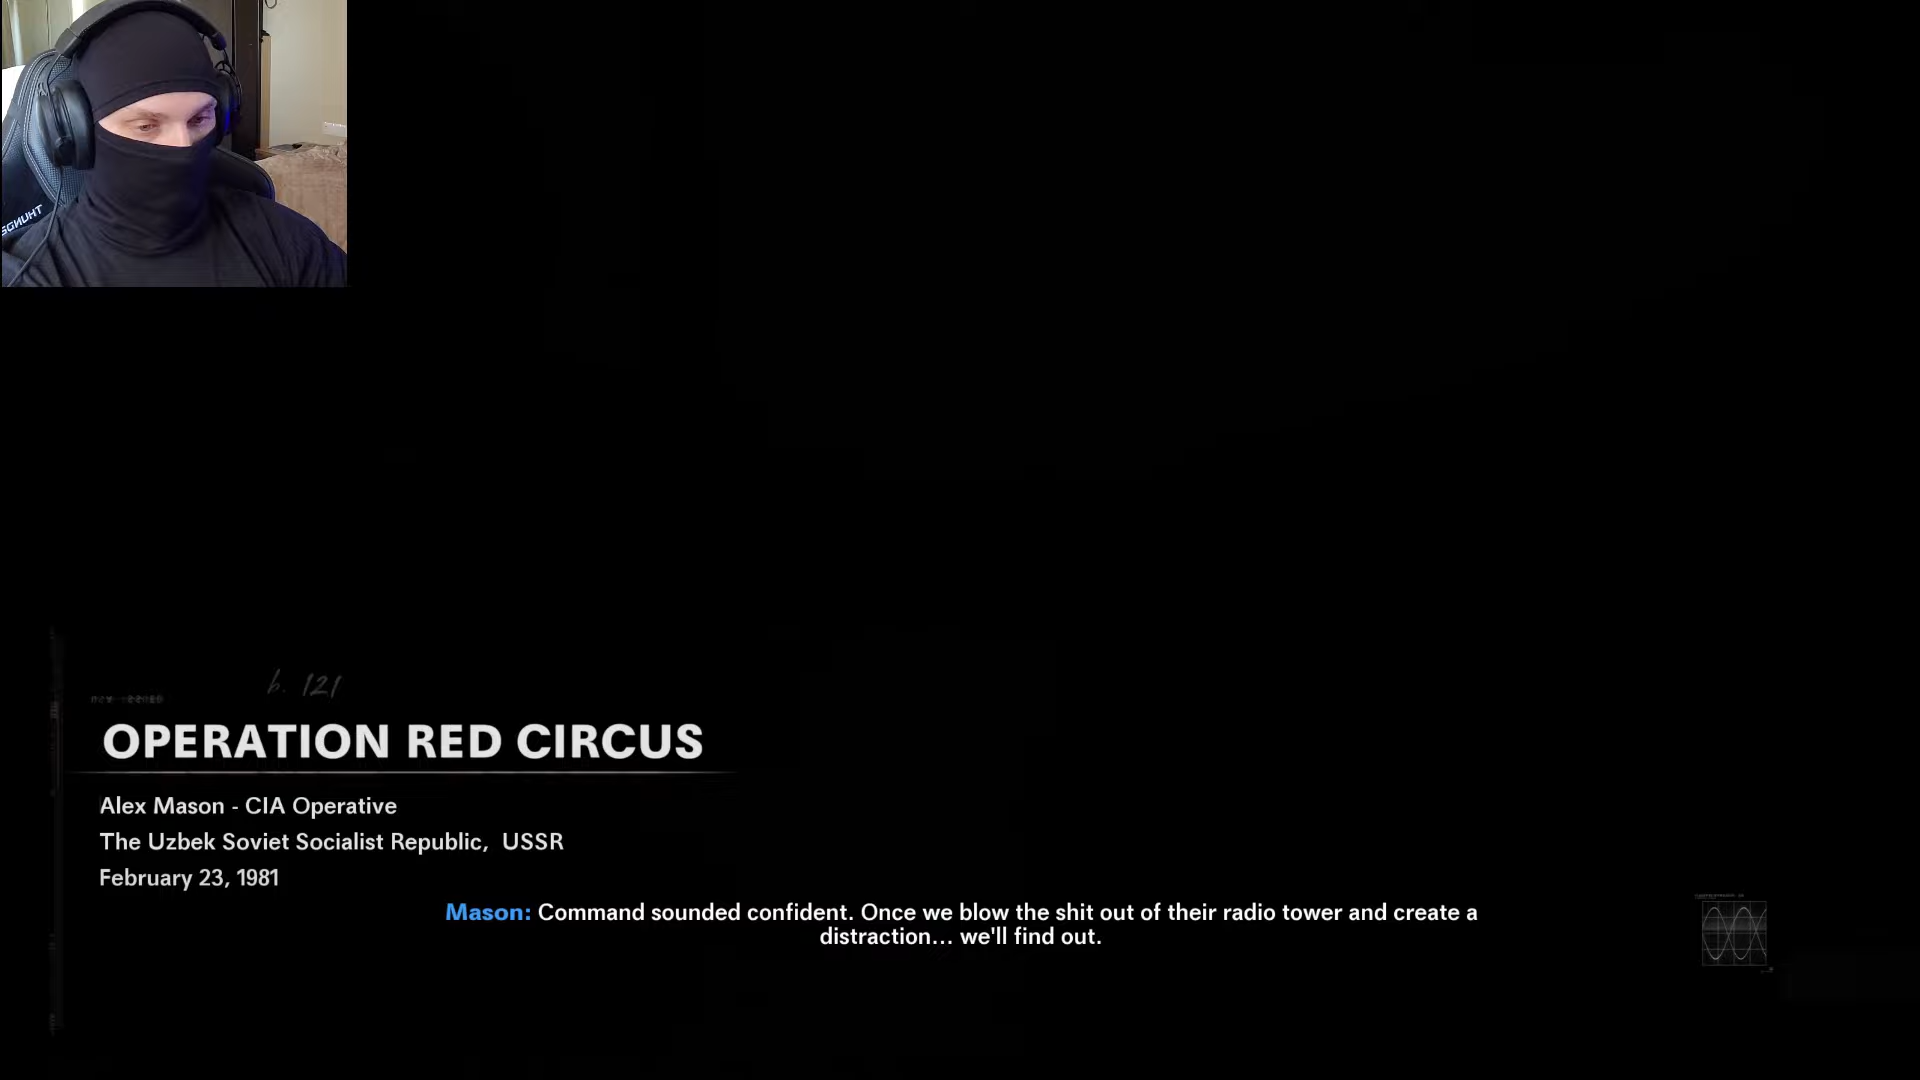 b. 121
OPERATION RED CIRCUS
Alex Mason - CIA Operative
The Uzbek Soviet Socialist Republic, USSR
February 23, 1981
Mason: Command sounded confident. Once we blow the shit out of their radio tower and create a
distraction... we'll find out.